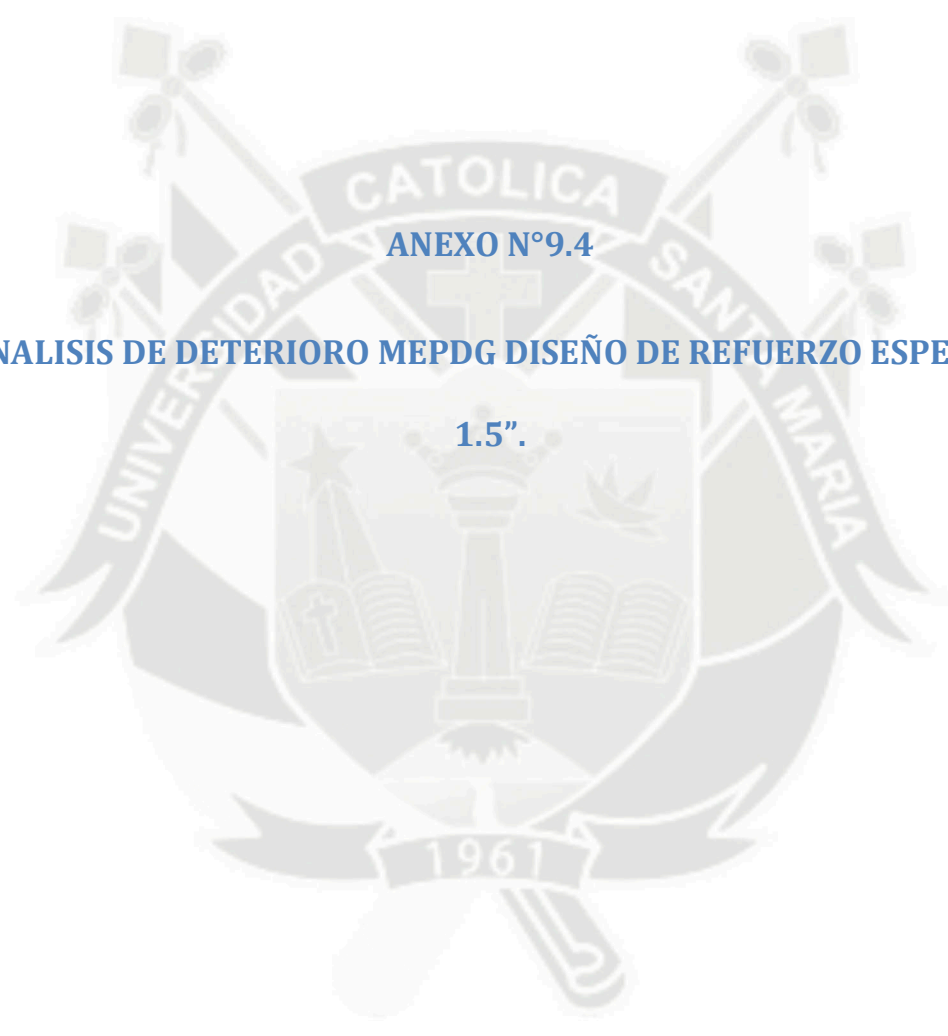 CATOLICA
ANEXO N°9.4
UNIVERSIDAD
SANTA MARIA
NALISIS DE DETERIORO MEPDG DISEÑO DE REFUERZO ESPE
1.5”.
1961